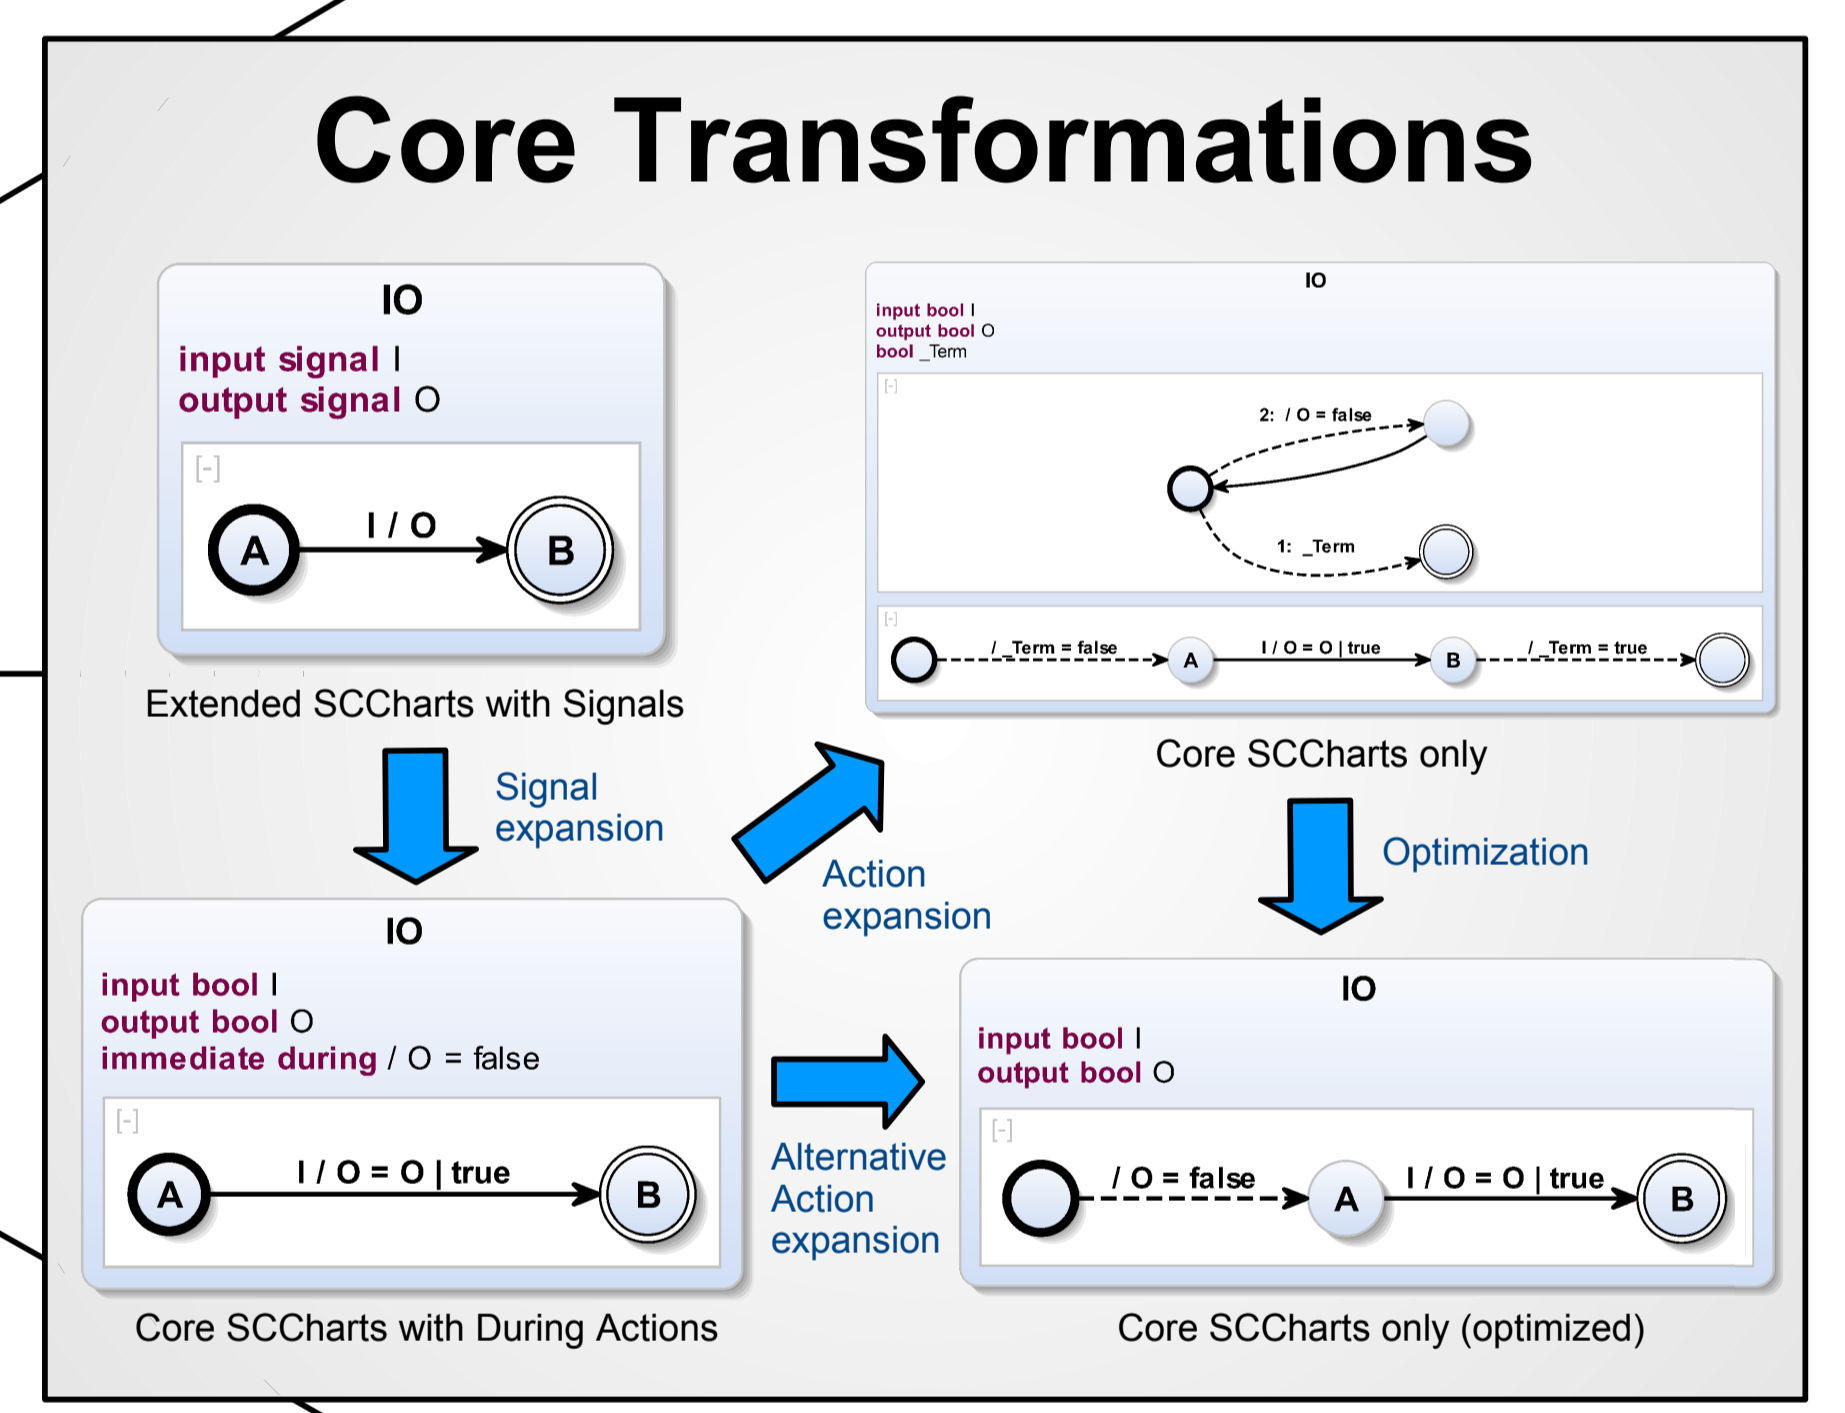 Core Transformations
IO
input signal I
output signal O
[-]
A
I / O
B
Extended SCCharts with Signals
IO
input bool I
output bool O
bool _Term
[-]
2: / O = false
1: _Term
[-]
/ _Term = false
A
I / O = O | true
B
/ _Term = true
Core SCCharts only
Signal
expansion
Action
expansion
Optimization
IO
input bool I
output bool O
immediate during / O = false
[-]
A
I / O = O | true
B
Core SCCharts with During Actions
Alternative
Action
expansion
IO
input bool I
output bool O
[-]
/ O = false
A
I / O = O | true
B
Core SCCharts only (optimized)